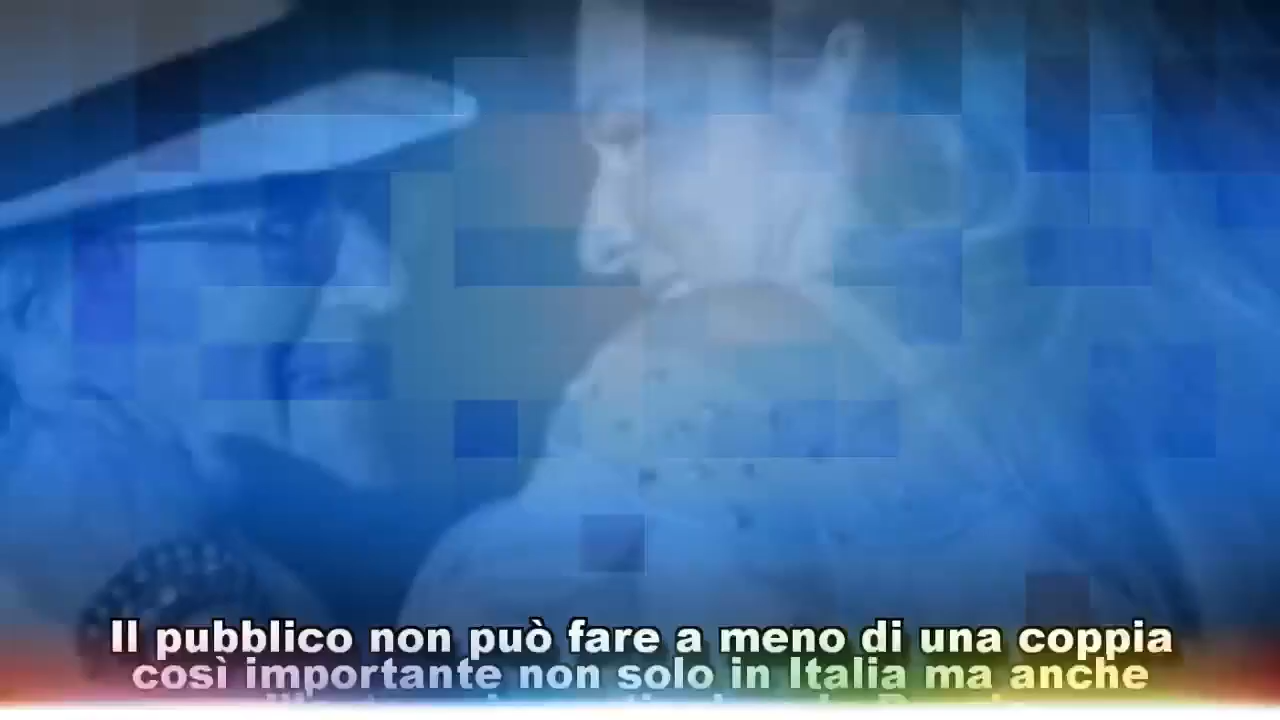 Il pubblico non può fare a meno di una coppia
così importante non solo in Italia ma anche